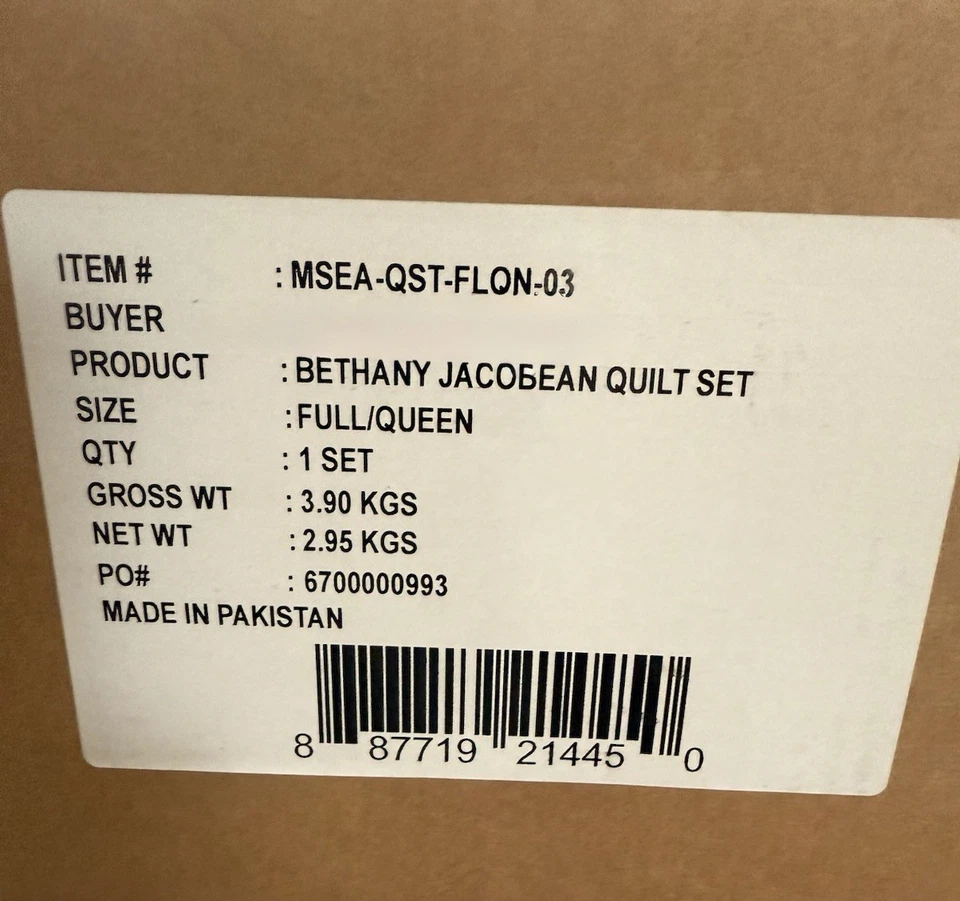 ITEM # : MSEA-QST-FLQN-03
BUYER
PRODUCT : BETHANY JACOBEAN QUILT SET
SIZE : FULL/QUEEN
QTY : 1 SET
GROSS WT : 3.90 KGS
NET WT : 2.95 KGS
PO# : 6700000993
MADE IN PAKISTAN
8 87719 21445 0